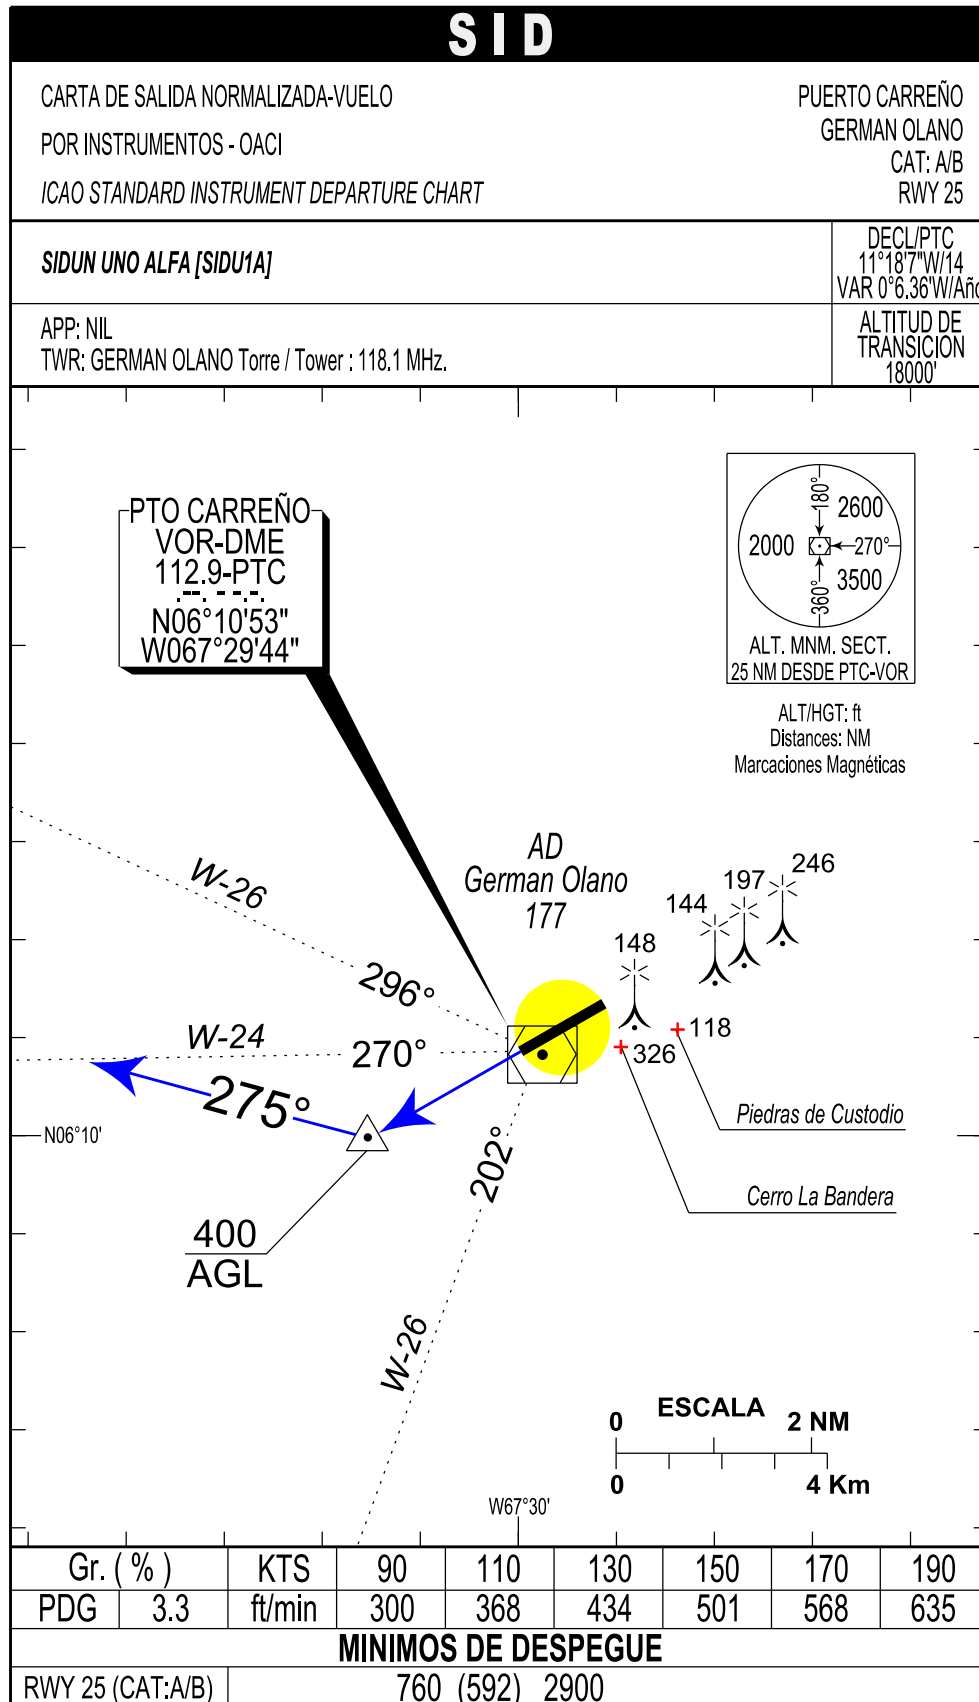 SID
CARTA DE SALIDA NORMALIZADA-VUELO
POR INSTRUMENTOS - OACI
ICAO STANDARD INSTRUMENT DEPARTURE CHART
PUERTO CARREÑO
GERMAN OLANO
CAT: A/B
RWY 25
SIDUN UNO ALFA [SIDU1A]
DECL/PTC
11°18'7"W/14
VAR 0°6.36'W/Año
APP: NIL
TWR: GERMAN OLANO Torre / Tower : 118.1 MHz.
ALTITUD DE
TRANSICION
18000'
PTO CARREÑO
VOR-DME
112.9-PTC
.--. - -.-.
N06°10'53"
W067°29'44"
180°
2600
2000
270°
360°
3500
ALT. MNM. SECT.
25 NM DESDE PTC-VOR
ALT/HGT: ft
Distances: NM
Marcaciones Magnéticas
AD
German Olano
177
W-26
296°
W-24
270°
275°
148
144
197
246
118
326
Piedras de Custodio
Cerro La Bandera
N06°10'
400
AGL
202°
W-26
0 ESCALA 2 NM
0 4 Km
W67°30'
Gr. ( % ) KTS 90 110 130 150 170 190
PDG 3.3 ft/min 300 368 434 501 568 635
MINIMOS DE DESPEGUE
RWY 25 (CAT:A/B) 760 (592) 2900